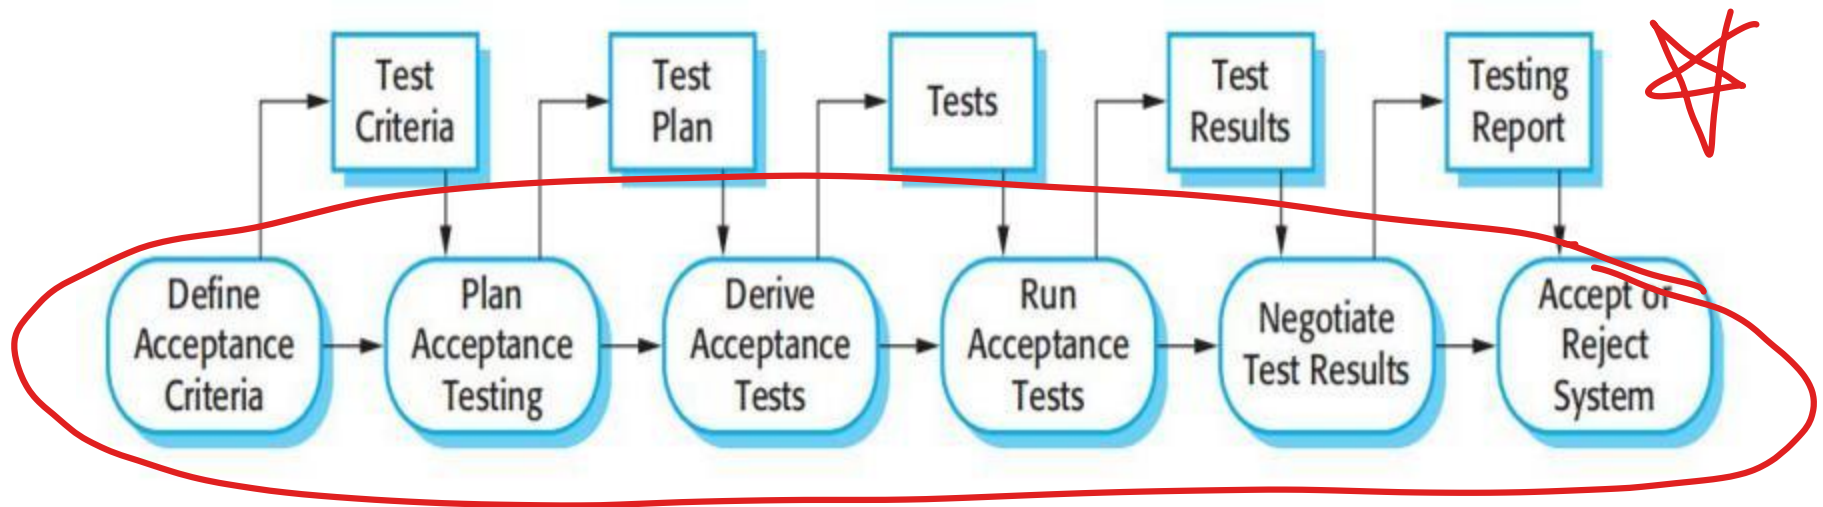 Test
Criteria
Test
Plan
Tests
Test
Results
Testing
Report
Define
Acceptance
Criteria
Plan
Acceptance
Testing
Derive
Acceptance
Tests
Run
Acceptance
Tests
Negotiate
Test Results
Accept or
Reject
System